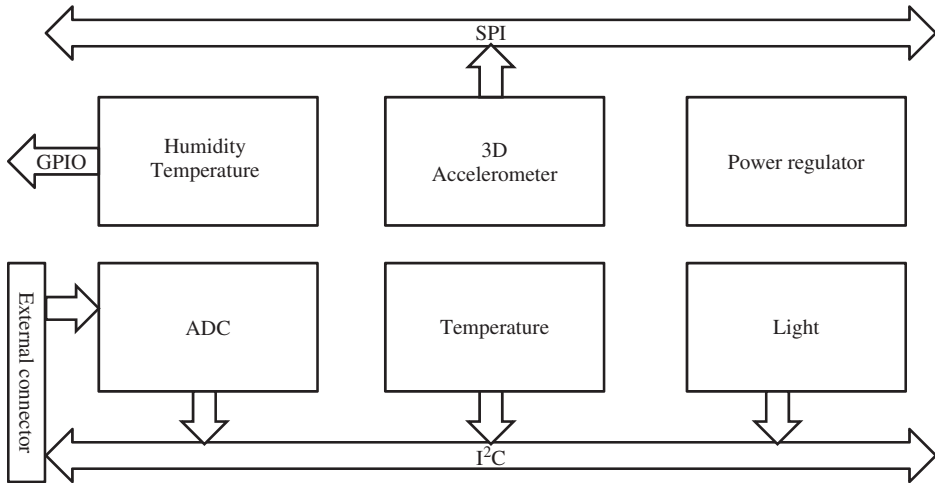 SPI
GPIO
Humidity
Temperature
3D
Accelerometer
Power regulator
External connector
ADC
Temperature
Light
I²C